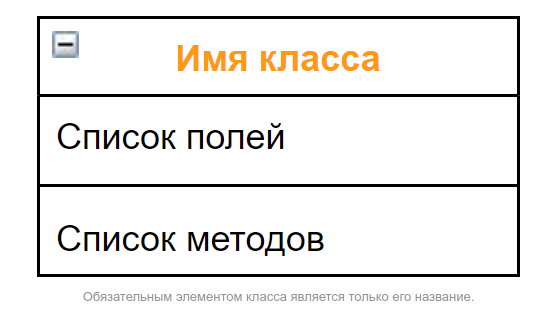 Имя класса
Список полей
Список методов
Обязательным элементом класса является только его название.